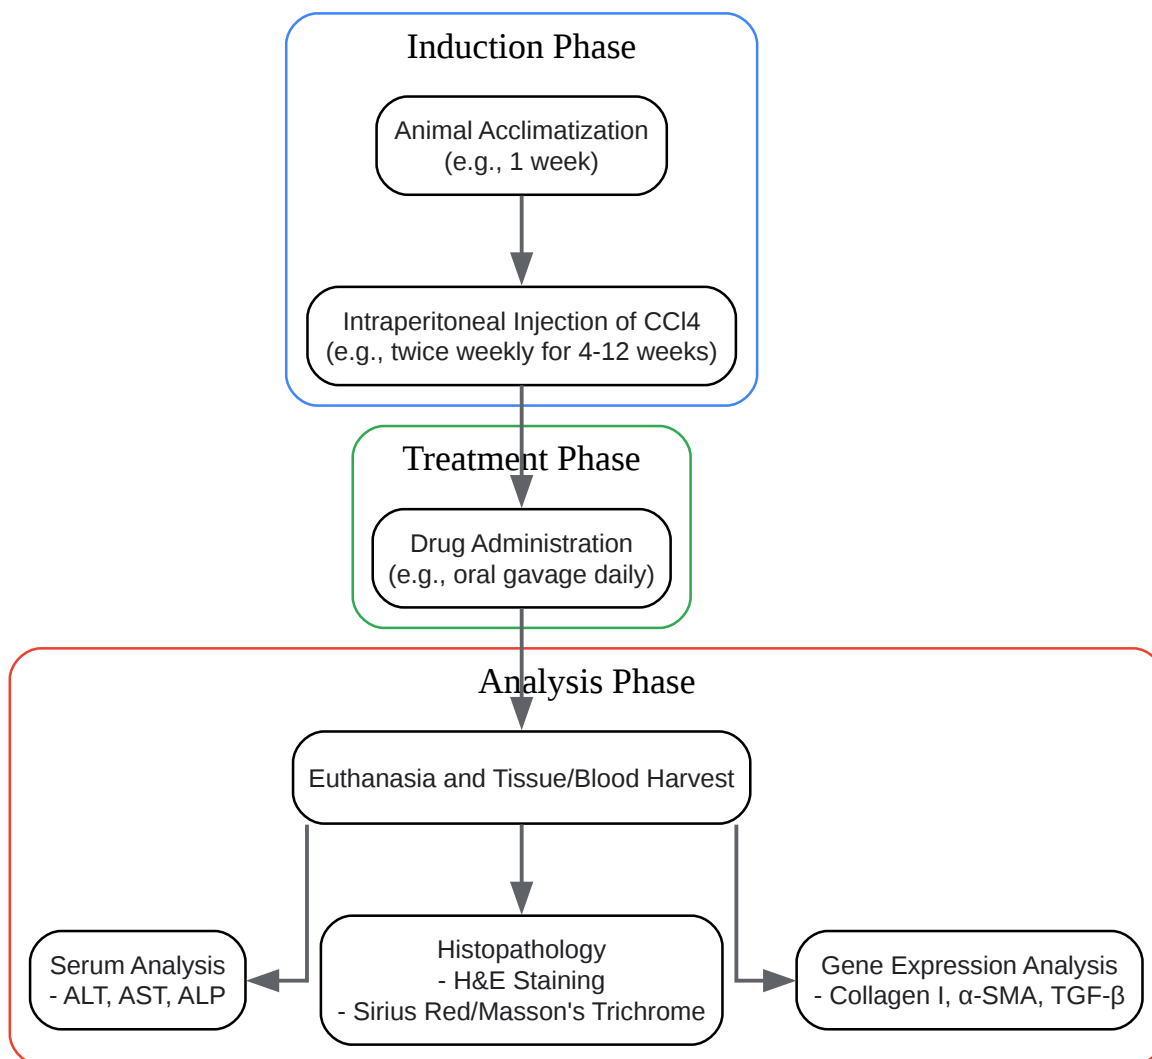 Induction Phase
Animal Acclimatization
(e.g., 1 week)
Intraperitoneal Injection of CCl4
(e.g., twice weekly for 4-12 weeks)
Treatment Phase
Drug Administration
(e.g., oral gavage daily)
Analysis Phase
Euthanasia and Tissue/Blood Harvest
Serum Analysis
- ALT, AST, ALP
Histopathology
- H&E Staining
- Sirius Red/Masson's Trichrome
Gene Expression Analysis
- Collagen I, α-SMA, TGF-β